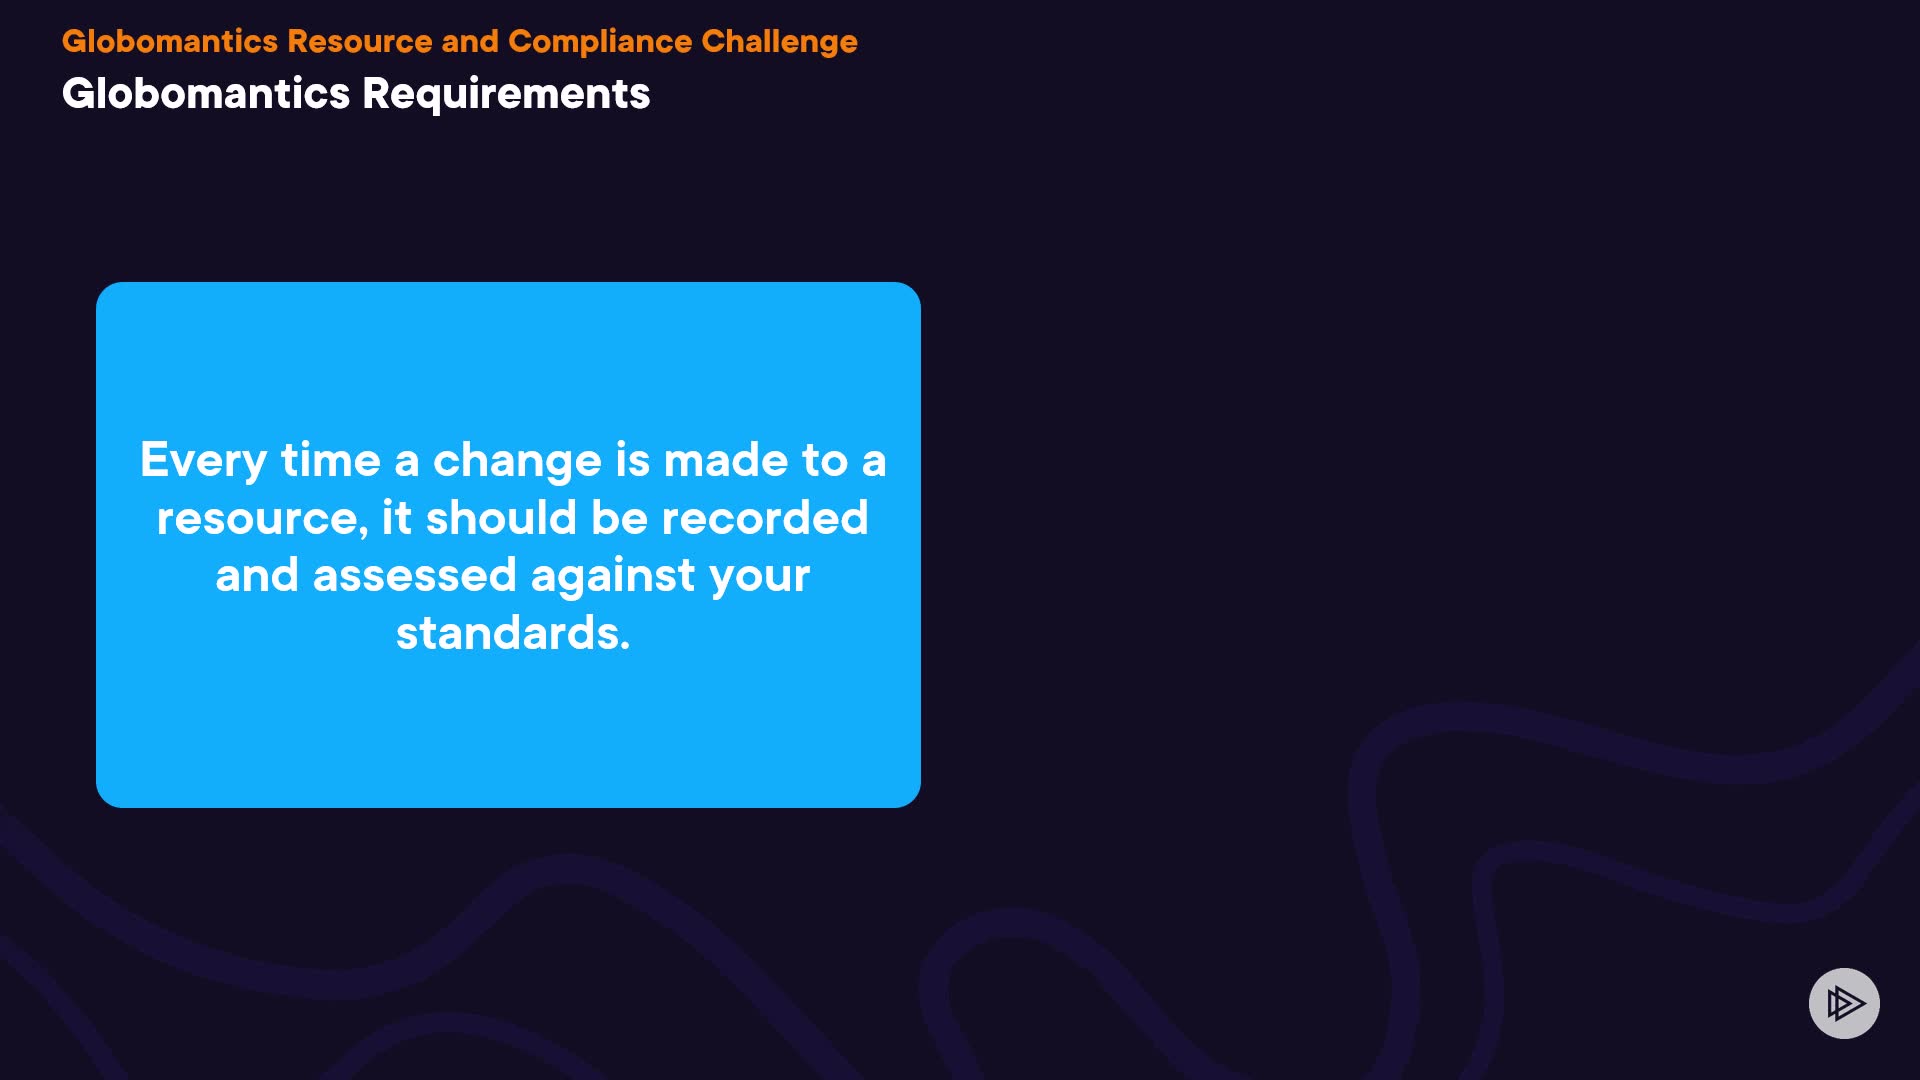 Globomantics Resource and Compliance Challenge
Globomantics Requirements
Every time a change is made to a
resource, it should be recorded
and assessed against your
standards.